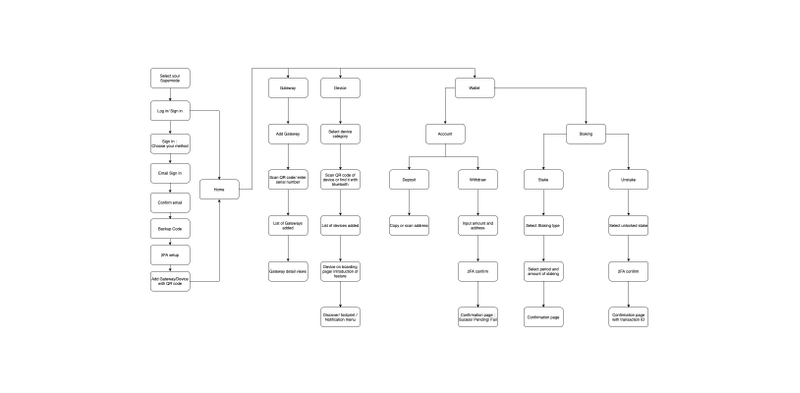 Select your
Log in/ Sign in
Sign in :
Choose your method
Email Sign in
Confirm email
Backup Code
2FA setup
Add Gateway/Device
with QR code
Home
Gateway
Add Gateway
Scan QR code/ enter
serial number
List of Gateways
added
Gateway detail views
Device
Select device
category
Scan QR code of
device or find it with
bluetooth
List of devices added
Device on boarding
page/ introduction of
feature
Discover/ footprint /
Notification menu
Wallet
Account
Deposit
Copy or scan address
Withdraw
Input amount and
address
2FA confirm
Confirmation page :
Success/ Pending/ Fail
Staking
Stake
Select Staking type
Select period and
amount of staking
Confirmation page
Unstake
Select unlocked stake
2FA confirm
Confirmation page
with transaction ID